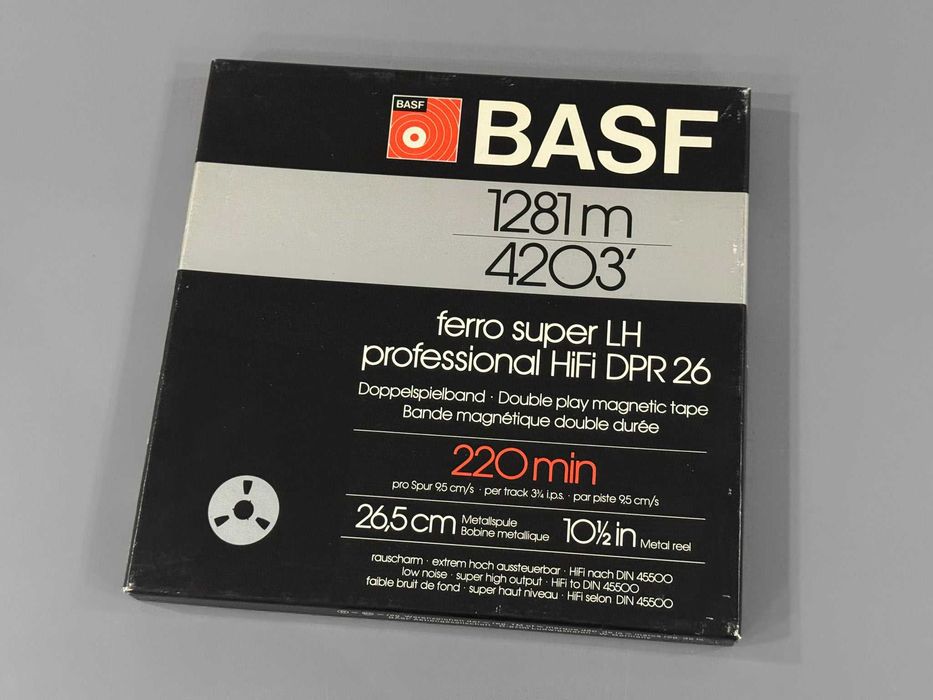 BASF
BASF
1281 m
4203'
ferro super LH
professional HiFi DPR 26
Doppelspielband · Double play magnetic tape
Bande magnétique double durée
220 min
pro Spur 9,5 cm/s · per track 3¾ i.p.s. · par piste 9,5 cm/s
26,5 cm Metallspule
Bobine metallique
10½ in Metal reel
rauscharm · extrem hoch aussteuerbar · HiFi nach DIN 45500
low noise · super high output · HiFi to DIN 45500
faible bruit de fond · super haut niveau · HiFi selon DIN 45500